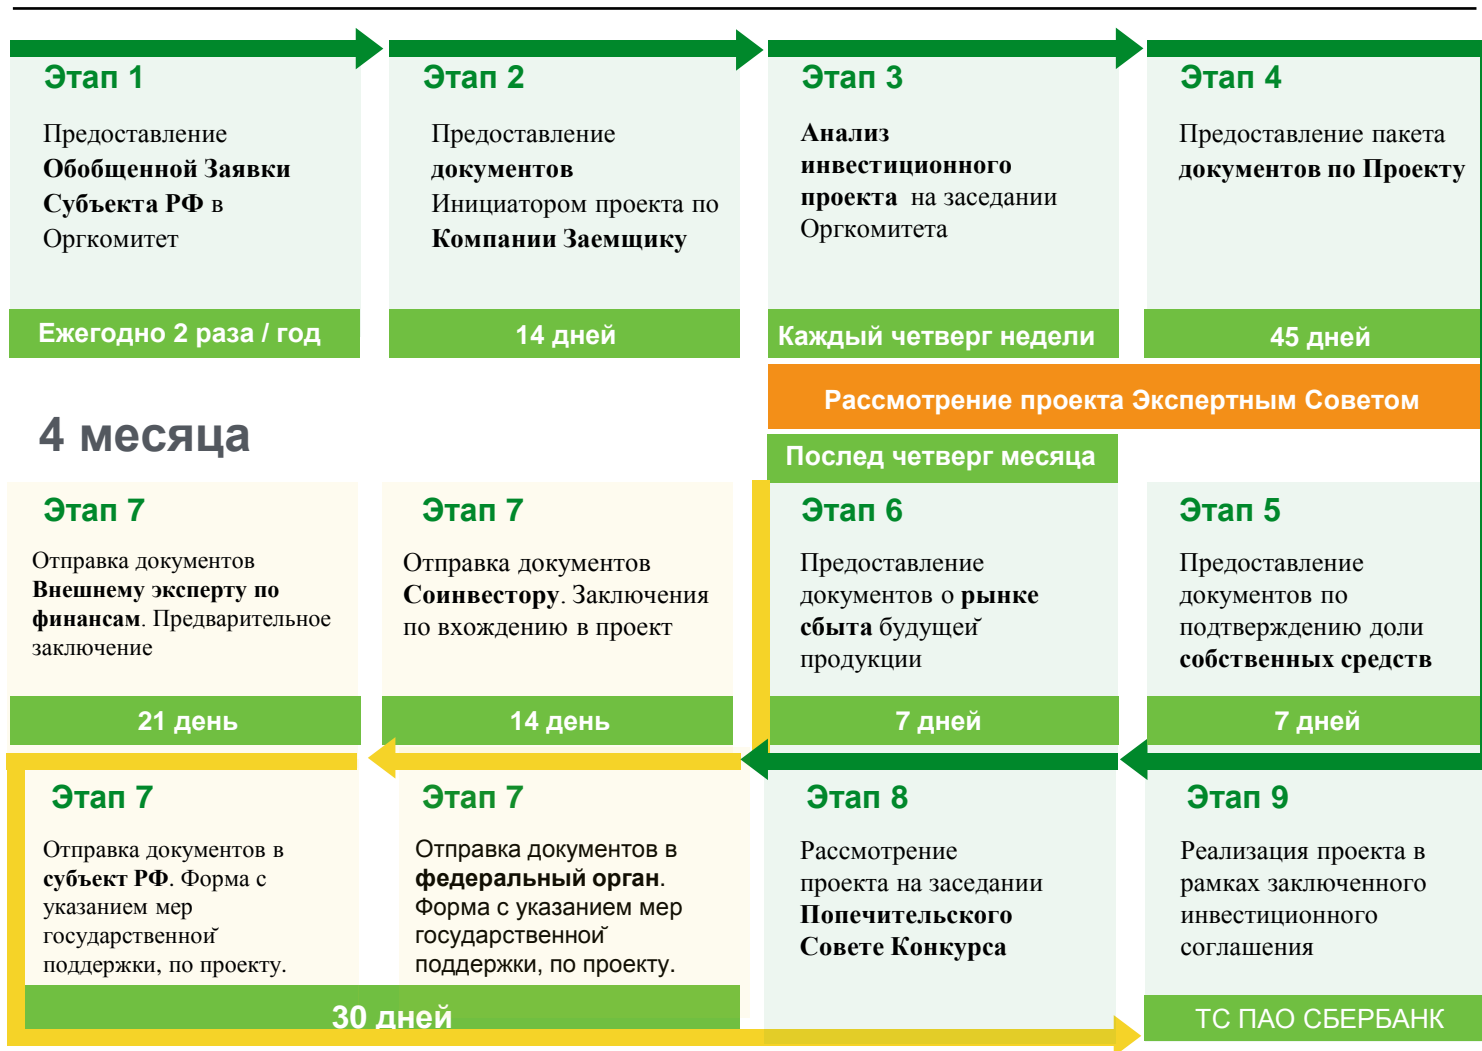 Этап 1
Предоставление
Обобщенной Заявки
Субъекта РФ в
Оргкомитет
Ежегодно 2 раза / год
Этап 2
Предоставление
документов
Инициатором проекта по
Компании Заемщику
14 дней
Этап 3
Анализ
инвестиционного
проекта на заседании
Оргкомитета
Каждый четверг недели
Этап 4
Предоставление пакета
документов по Проекту
45 дней
Рассмотрение проекта Экспертным Советом
4 месяца
Послед четверг месяца
Этап 7
Отправка документов
Внешнему эксперту по
финансам. Предварительное
заключение
21 день
Этап 7
Отправка документов
Соинвестору. Заключения
по вхождению в проект
14 день
Этап 6
Предоставление
документов о рынке
сбыта будущей
продукции
7 дней
Этап 5
Предоставление
документов по
подтверждению доли
собственных средств
7 дней
Этап 7
Отправка документов в
субъект РФ. Форма с
указанием мер
государственной
поддержки, по проекту.
Этап 7
Отправка документов в
федеральный орган.
Форма с указанием мер
государственной
поддержки, по проекту.
30 дней
Этап 8
Рассмотрение
проекта на заседании
Попечительского
Совете Конкурса
Этап 9
Реализация проекта в
рамках заключенного
инвестиционного
соглашения
ТС ПАО СБЕРБАНК